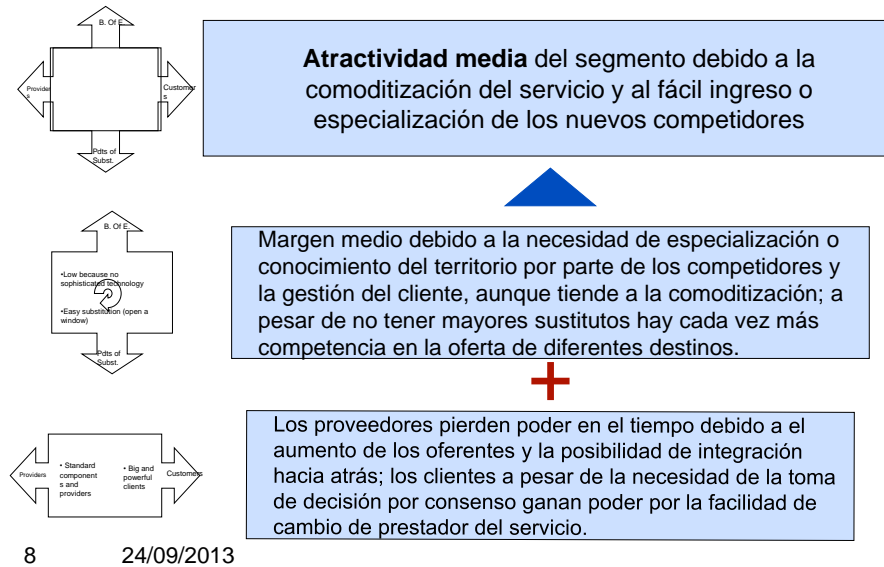 B. Of E.
Provider
s
Customer
s
Pdts of
Subst.
Atractividad media del segmento debido a la
comoditización del servicio y al fácil ingreso o
especialización de los nuevos competidores
B. Of E.
•Low because no
sophisticated technology
•Easy substitution (open a
window)
Pdts of
Subst.
Margen medio debido a la necesidad de especialización o
conocimiento del territorio por parte de los competidores y
la gestión del cliente, aunque tiende a la comoditización; a
pesar de no tener mayores sustitutos hay cada vez más
competencia en la oferta de diferentes destinos.
+
Providers
• Standard
component
s and
providers
• Big and
powerful
clients
Customers
Los proveedores pierden poder en el tiempo debido a el
aumento de los oferentes y la posibilidad de integración
hacia atrás; los clientes a pesar de la necesidad de la toma
de decisión por consenso ganan poder por la facilidad de
cambio de prestador del servicio.
8 24/09/2013